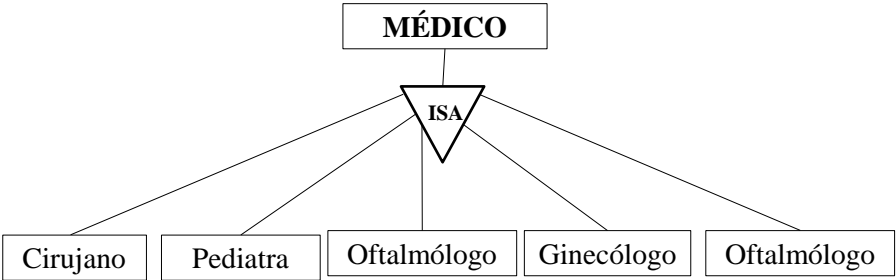 MÉDICO
ISA
Cirujano
Pediatra
Oftalmólogo
Ginecólogo
Oftalmólogo